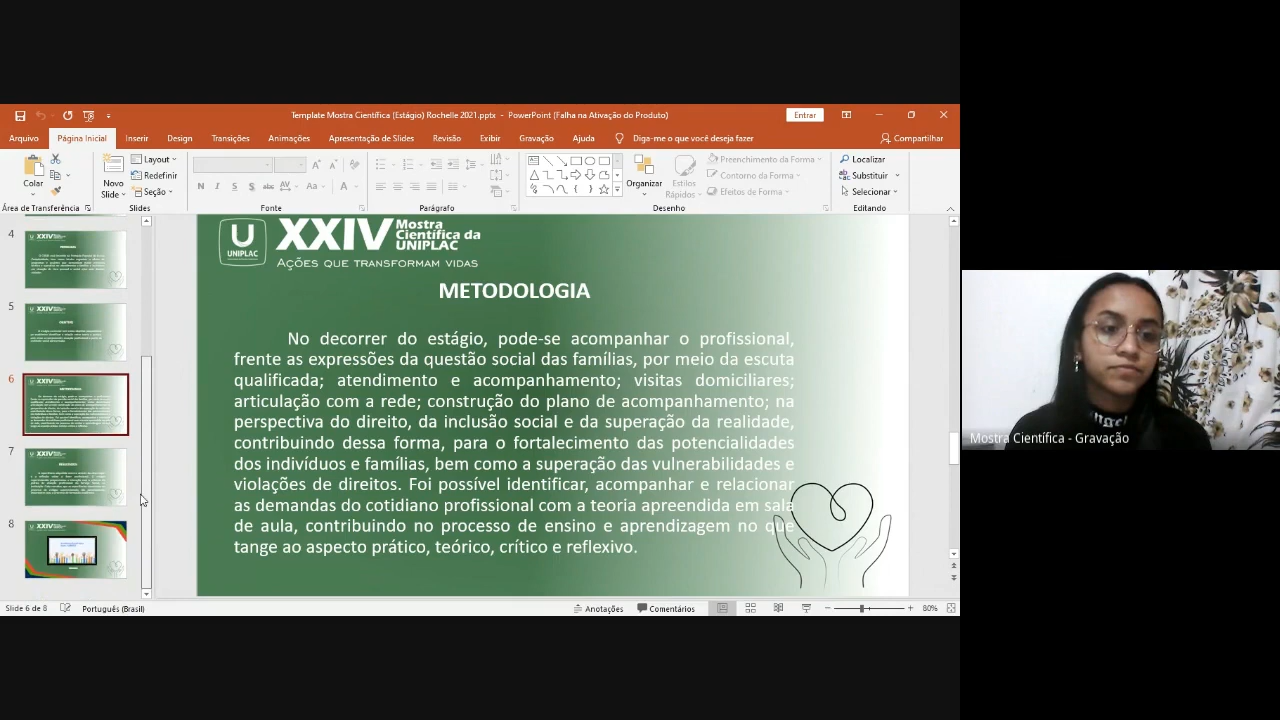 Template Mostra Científica (Estágio) Rochelle 2021.pptx - PowerPoint (Falha na Ativação do Produto)
Entrar
Arquivo Página Inicial Inserir Design Transições Animações Apresentação de Slides Revisão Exibir Gravação Ajuda Diga-me o que você deseja fazer Compartilhar
Colar
Área de Transferência
Novo
Slide
Layout
Redefinir
Seção
Slides
N I S S abc AV Aa A
Fonte
Parágrafo
Organizar
Estilos
Rápidos
Preenchimento da Forma
Contorno da Forma
Efeitos de Forma
Desenho
Localizar
Substituir
Selecionar
Editando
4
5
6
7
8
U
UNIPLAC
XXIV Mostra
Científica da
UNIPLAC
AÇÕES QUE TRANSFORMAM VIDAS
METODOLOGIA
No decorrer do estágio, pode-se acompanhar o profissional,
frente as expressões da questão social das famílias, por meio da escuta
qualificada; atendimento e acompanhamento; visitas domiciliares;
articulação com a rede; construção do plano de acompanhamento; na
perspectiva do direito, da inclusão social e da superação da realidade,
contribuindo dessa forma, para o fortalecimento das potencialidades
dos indivíduos e famílias, bem como a superação das vulnerabilidades e
violações de direitos. Foi possível identificar, acompanhar e relacionar
as demandas do cotidiano profissional com a teoria apreendida em sala
de aula, contribuindo no processo de ensino e aprendizagem no que
tange ao aspecto prático, teórico, crítico e reflexivo.
Mostra Científica - Gravação
Slide 6 de 8 Português (Brasil) Anotações Comentários 80%